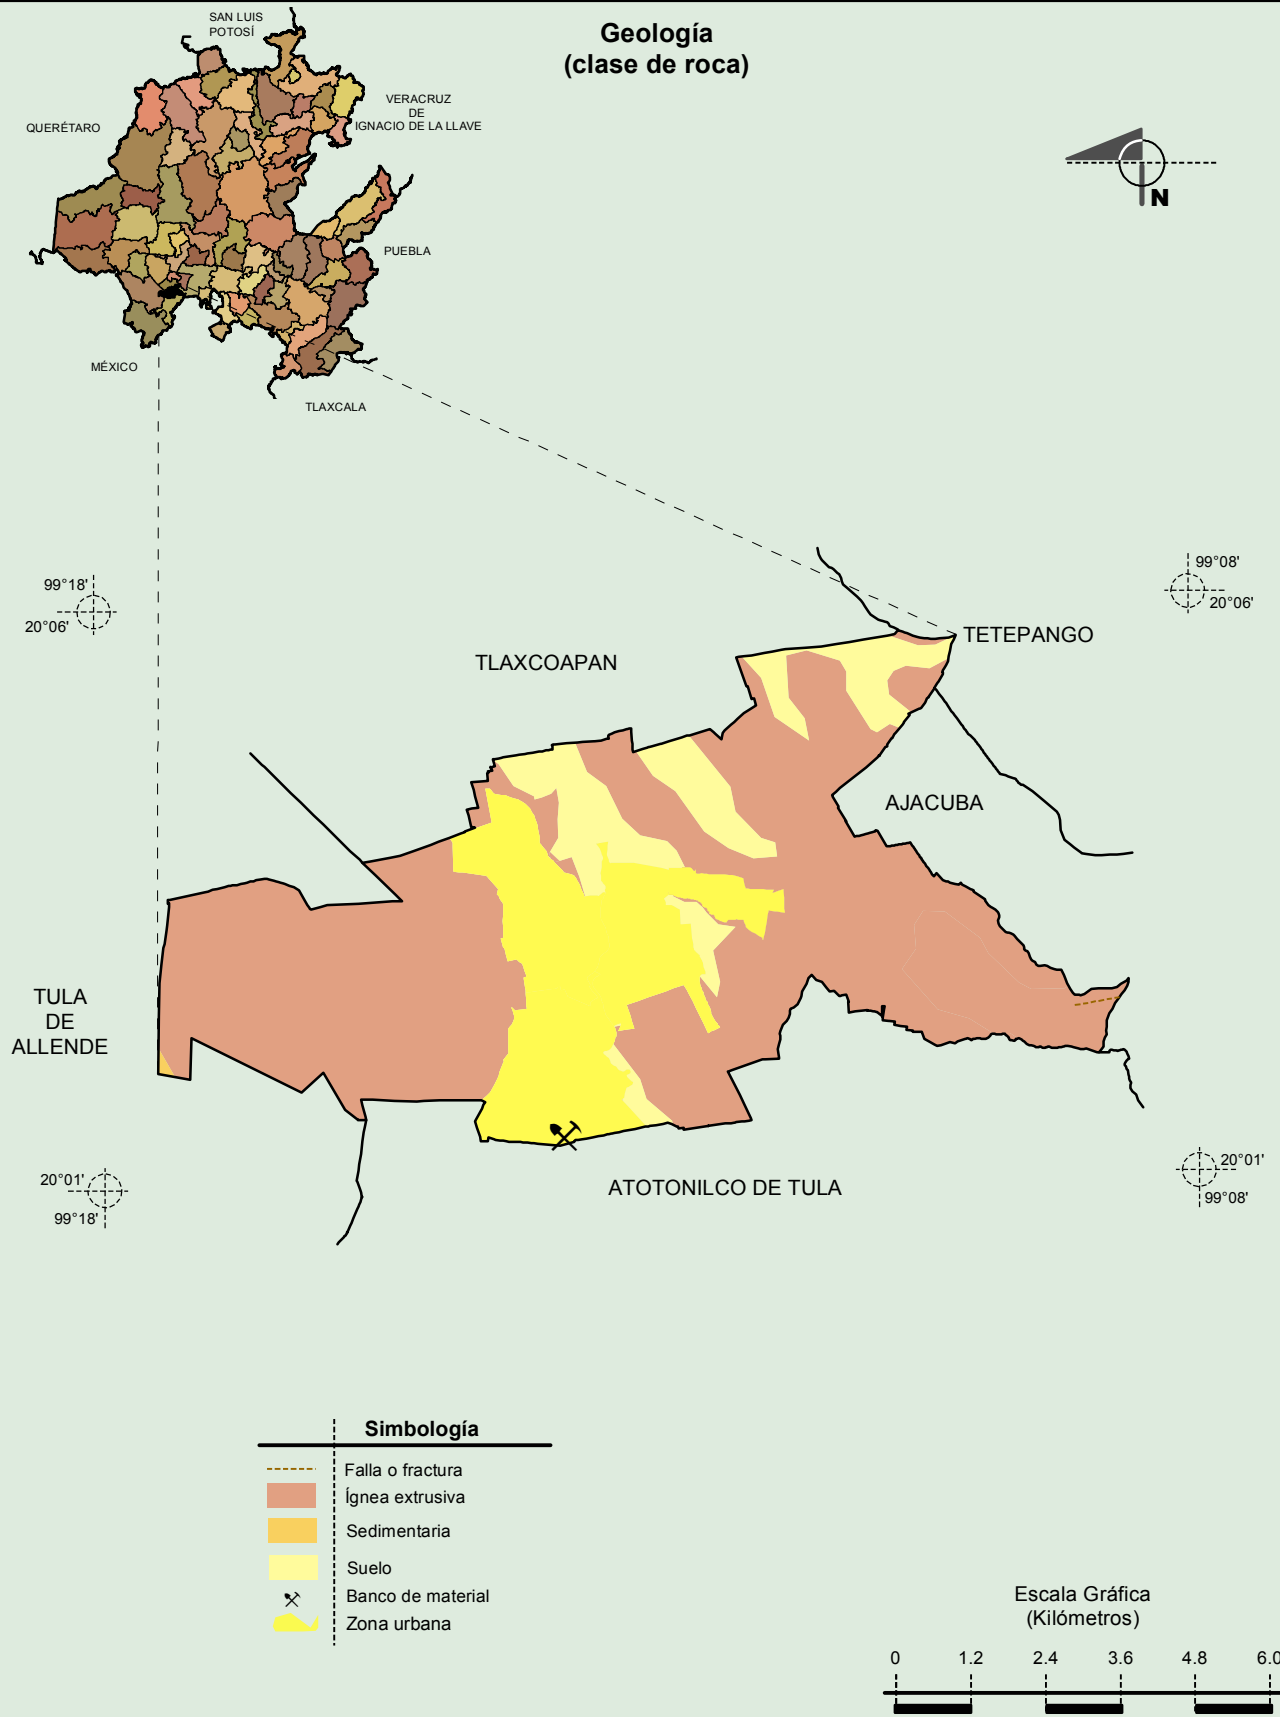 Geología
(clase de roca)
SAN LUIS
POTOSÍ
VERACRUZ
DE
IGNACIO DE LA LLAVE
QUERÉTARO
PUEBLA
MÉXICO
TLAXCALA
N
99°18'
20°06'
99°08'
20°06'
TETEPANGO
TLAXCOAPAN
AJACUBA
TULA
DE
ALLENDE
ATOTONILCO DE TULA
20°01'
99°18'
20°01'
99°08'
Simbología
Falla o fractura
Ígnea extrusiva
Sedimentaria
Suelo
Banco de material
Zona urbana
Escala Gráfica
(Kilómetros)
0 1.2 2.4 3.6 4.8 6.0